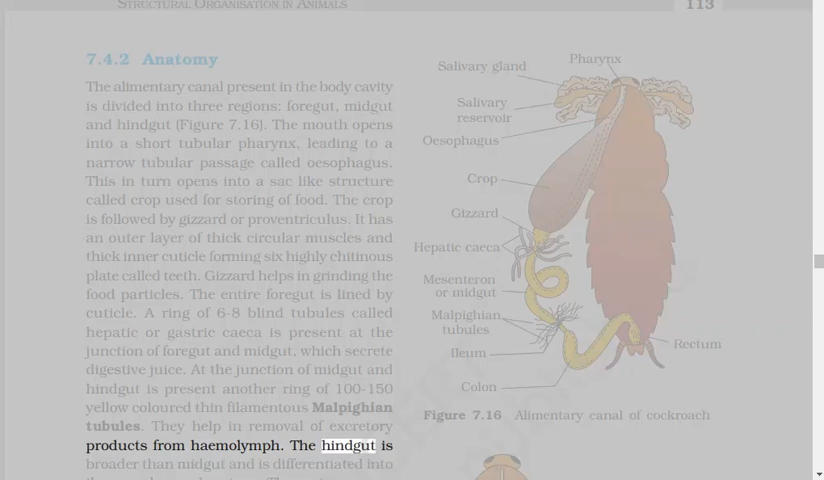 STRUCTURAL ORGANISATION IN ANIMALS
113
7.4.2 Anatomy
The alimentary canal present in the body cavity
is divided into three regions: foregut, midgut
and hindgut (Figure 7.16). The mouth opens
into a short tubular pharynx, leading to a
narrow tubular passage called oesophagus.
This in turn opens into a sac like structure
called crop used for storing of food. The crop
is followed by gizzard or proventriculus. It has
an outer layer of thick circular muscles and
thick inner cuticle forming six highly chitinous
plate called teeth. Gizzard helps in grinding the
food particles. The entire foregut is lined by
cuticle. A ring of 6-8 blind tubules called
hepatic or gastric caeca is present at the
junction of foregut and midgut, which secrete
digestive juice. At the junction of midgut and
hindgut is present another ring of 100-150
yellow coloured thin filamentous Malpighian
tubules. They help in removal of excretory
products from haemolymph. The hindgut is
broader than midgut and is differentiated into
Pharynx
Salivary gland
Salivary
reservoir
Oesophagus
Crop
Gizzard
Hepatic caeca
Mesenteron
or midgut
Malpighian
tubules
Ileum
Colon
Rectum
Figure 7.16 Alimentary canal of cockroach